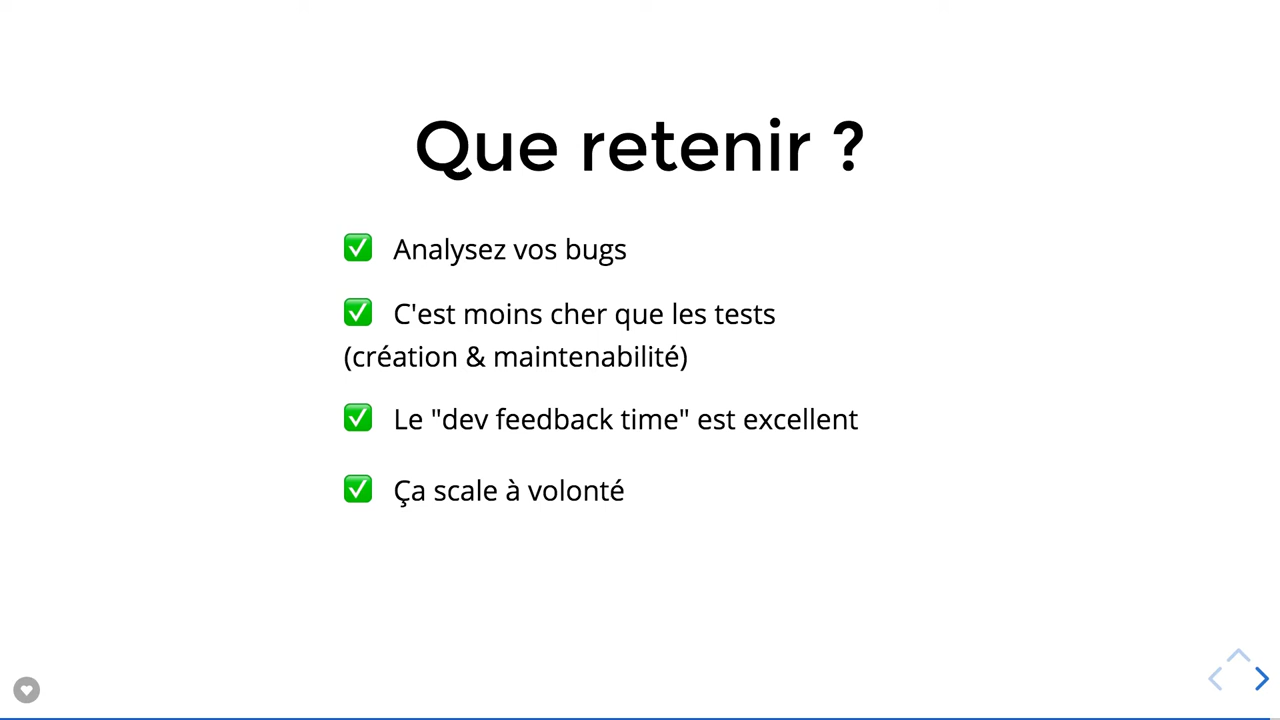 Que retenir ?
✅ Analysez vos bugs
✅ C'est moins cher que les tests
(création & maintenabilité)
✅ Le "dev feedback time" est excellent
✅ Ça scale à volonté